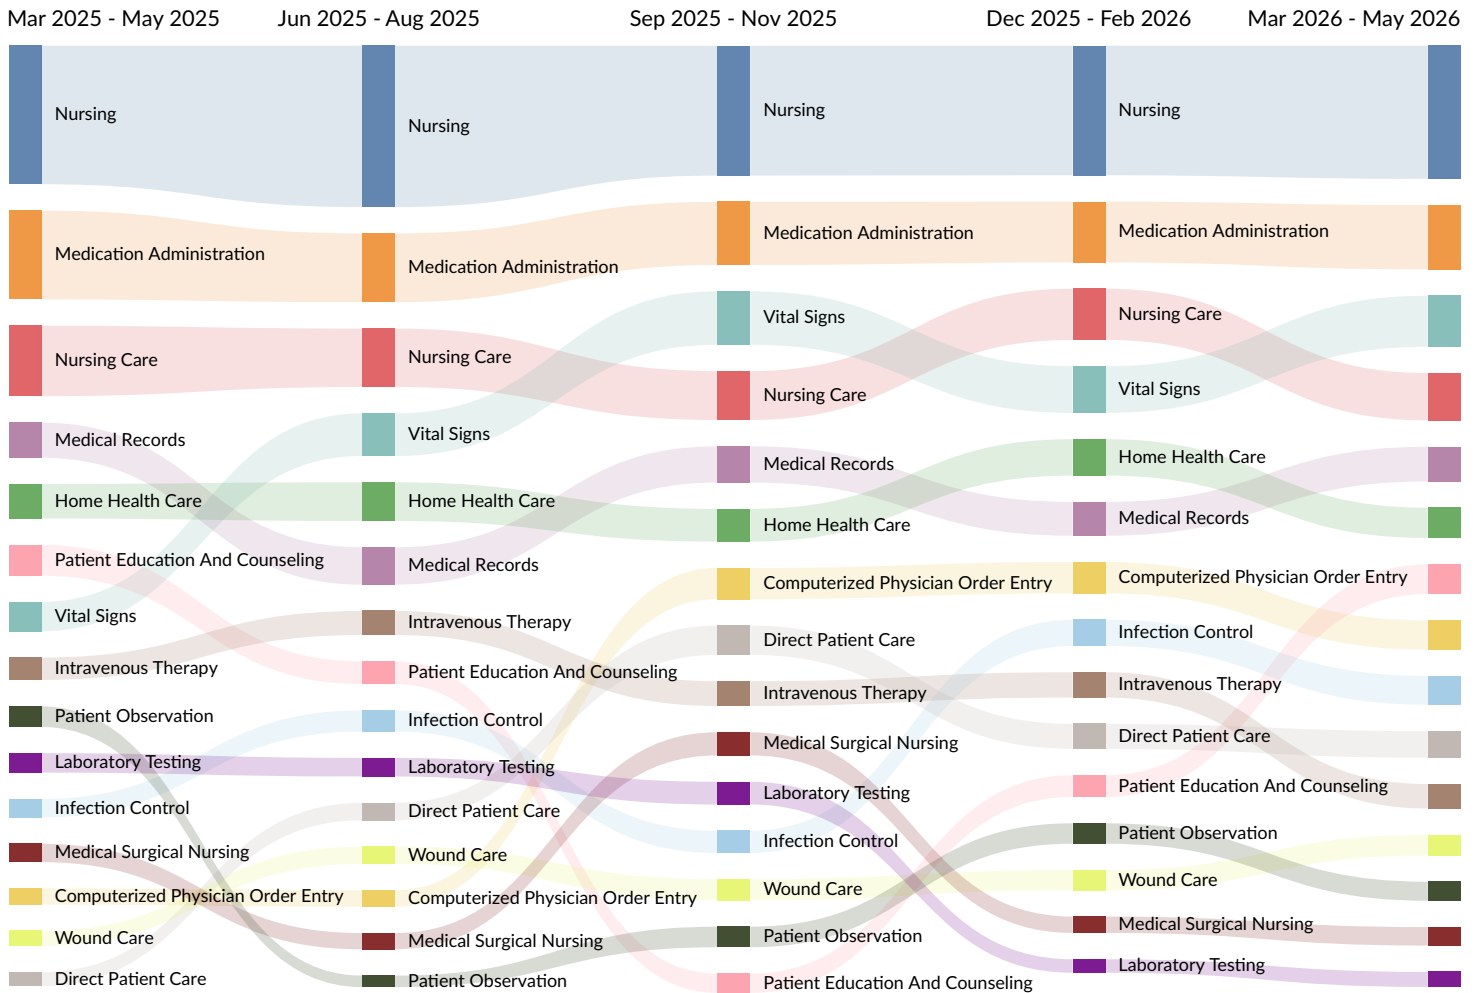 Mar 2025 - May 2025
Jun 2025 - Aug 2025
Sep 2025 - Nov 2025
Dec 2025 - Feb 2026
Mar 2026 - May 2026
Nursing
Medication Administration
Nursing Care
Medical Records
Home Health Care
Patient Education And Counseling
Vital Signs
Intravenous Therapy
Patient Observation
Laboratory Testing
Infection Control
Medical Surgical Nursing
Computerized Physician Order Entry
Wound Care
Direct Patient Care
Nursing
Medication Administration
Nursing Care
Vital Signs
Home Health Care
Medical Records
Intravenous Therapy
Patient Education And Counseling
Infection Control
Laboratory Testing
Direct Patient Care
Wound Care
Computerized Physician Order Entry
Medical Surgical Nursing
Patient Observation
Nursing
Medication Administration
Vital Signs
Nursing Care
Medical Records
Home Health Care
Computerized Physician Order Entry
Direct Patient Care
Intravenous Therapy
Medical Surgical Nursing
Laboratory Testing
Infection Control
Wound Care
Patient Observation
Patient Education And Counseling
Nursing
Medication Administration
Nursing Care
Vital Signs
Home Health Care
Medical Records
Computerized Physician Order Entry
Infection Control
Intravenous Therapy
Direct Patient Care
Patient Education And Counseling
Patient Observation
Wound Care
Medical Surgical Nursing
Laboratory Testing